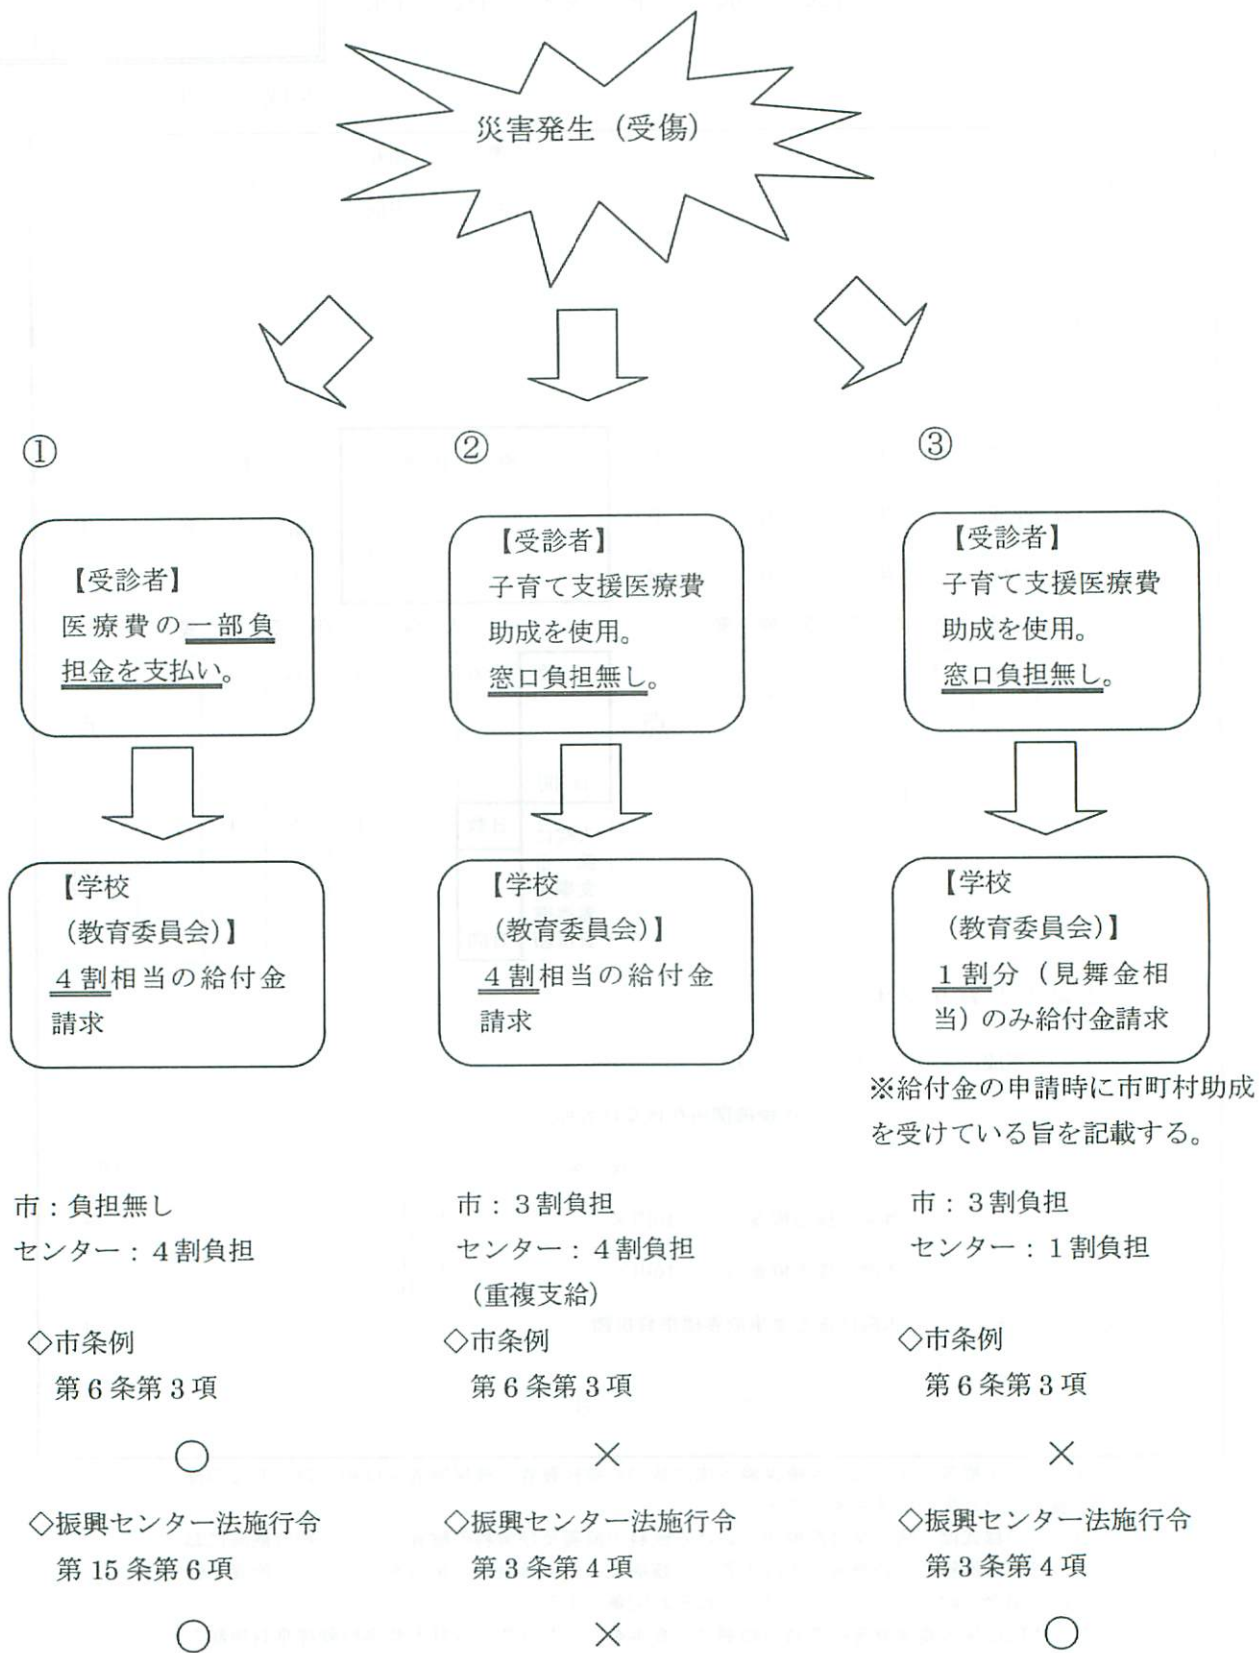 災害発生（受傷）
①
【受診者】
医療費の一部負
担金を支払い。
【学校
（教育委員会）】
４割相当の給付金
請求
市：負担無し
センター：４割負担
◇市条例
第６条第３項
○
◇振興センター法施行令
第 15 条第６項
○
②
【受診者】
子育て支援医療費
助成を使用。
窓口負担無し。
【学校
（教育委員会）】
４割相当の給付金
請求
市：３割負担
センター：４割負担
（重複支給）
◇市条例
第６条第３項
×
◇振興センター法施行令
第３条第４項
×
③
【受診者】
子育て支援医療費
助成を使用。
窓口負担無し。
【学校
（教育委員会）】
１割分（見舞金相
当）のみ給付金請求
※給付金の申請時に市町村助成
を受けている旨を記載する。
市：３割負担
センター：１割負担
◇市条例
第６条第３項
×
◇振興センター法施行令
第３条第４項
○